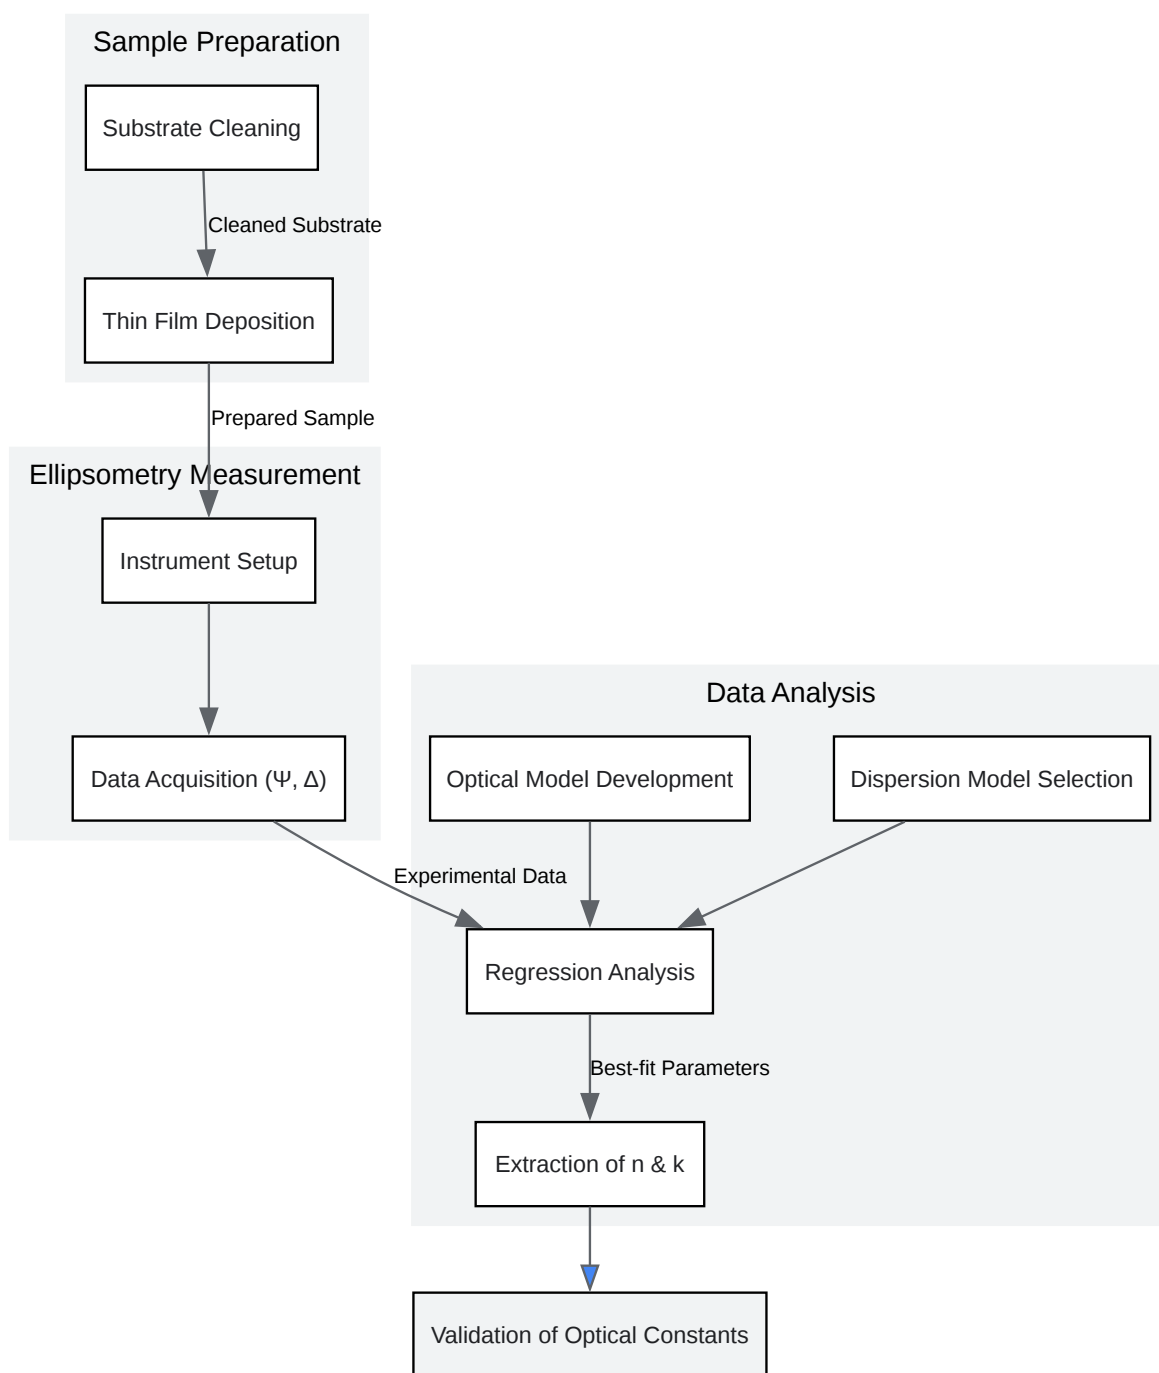 Sample Preparation
Substrate Cleaning
Cleaned Substrate
Thin Film Deposition
Prepared Sample
Ellipsometry Measurement
Instrument Setup
Data Analysis
Data Acquisition (Ψ, Δ)
Optical Model Development
Dispersion Model Selection
Experimental Data
Regression Analysis
Best-fit Parameters
Extraction of n & k
Validation of Optical Constants